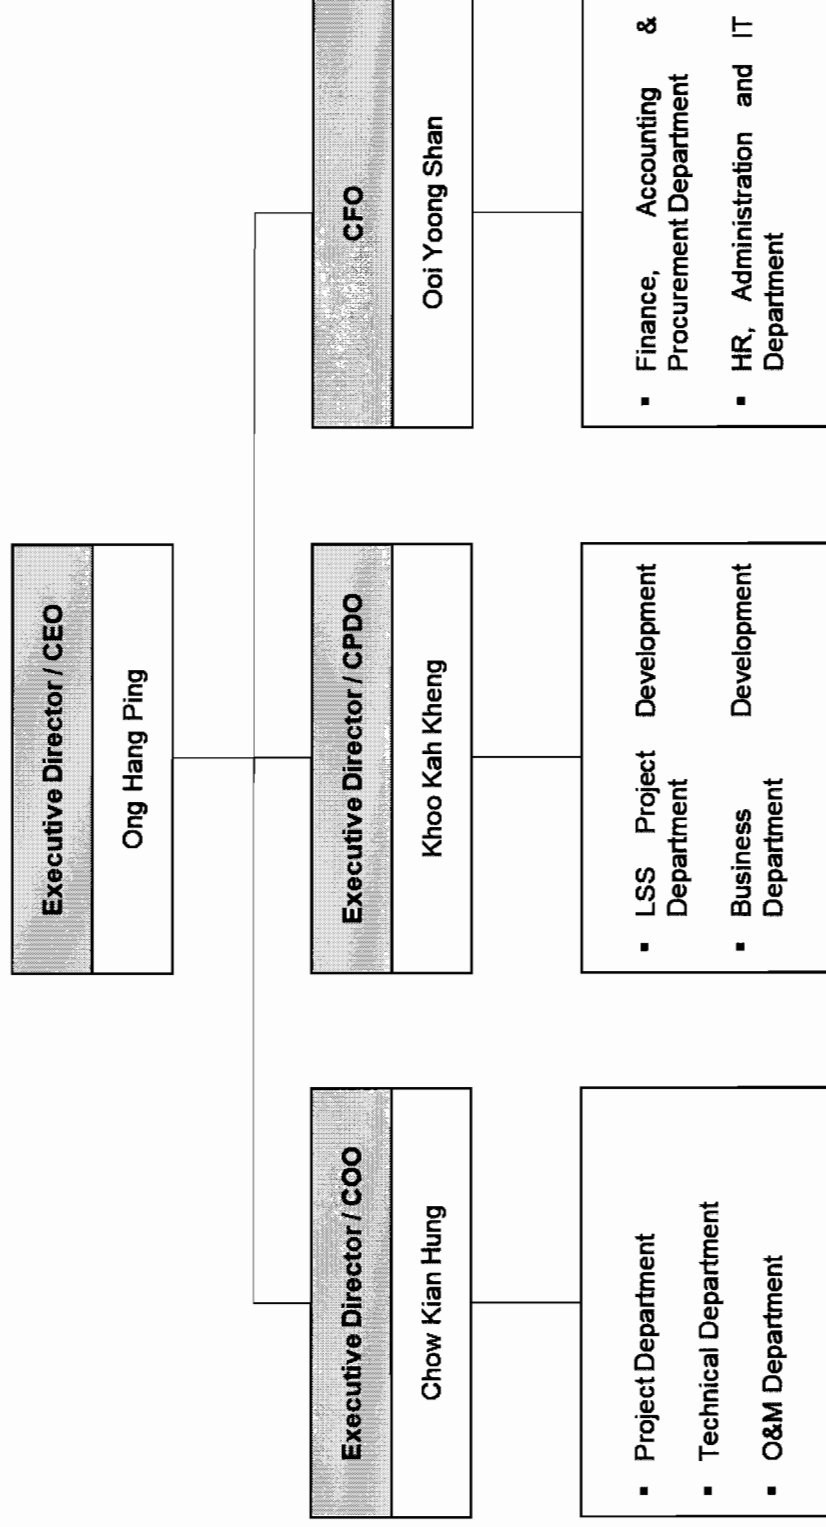 Executive Director / CEO
Ong Hang Ping
Executive Director / COO
Chow Kian Hung
Executive Director / CPDO
Khoo Kah Kheng
CFO
Ooi Yoong Shan
▪ Project Department
▪ Technical Department
▪ O&M Department
▪ LSS Project Development
Department
▪ Business Development
Department
▪ Finance, Accounting &
Procurement Department
▪ HR, Administration and IT
Department